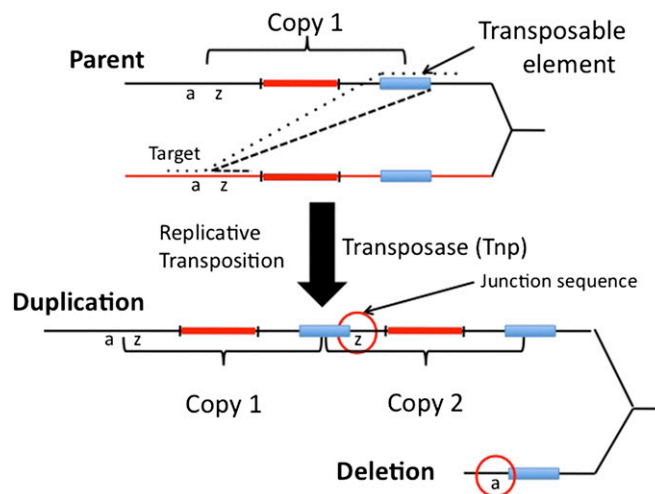 Copy 1
Transposable
element
Parent
a z
Target
a z
Replicative
Transposition
Transposase (Tnp)
Junction sequence
Duplication
a z
z
Copy 1
Copy 2
Deletion
a